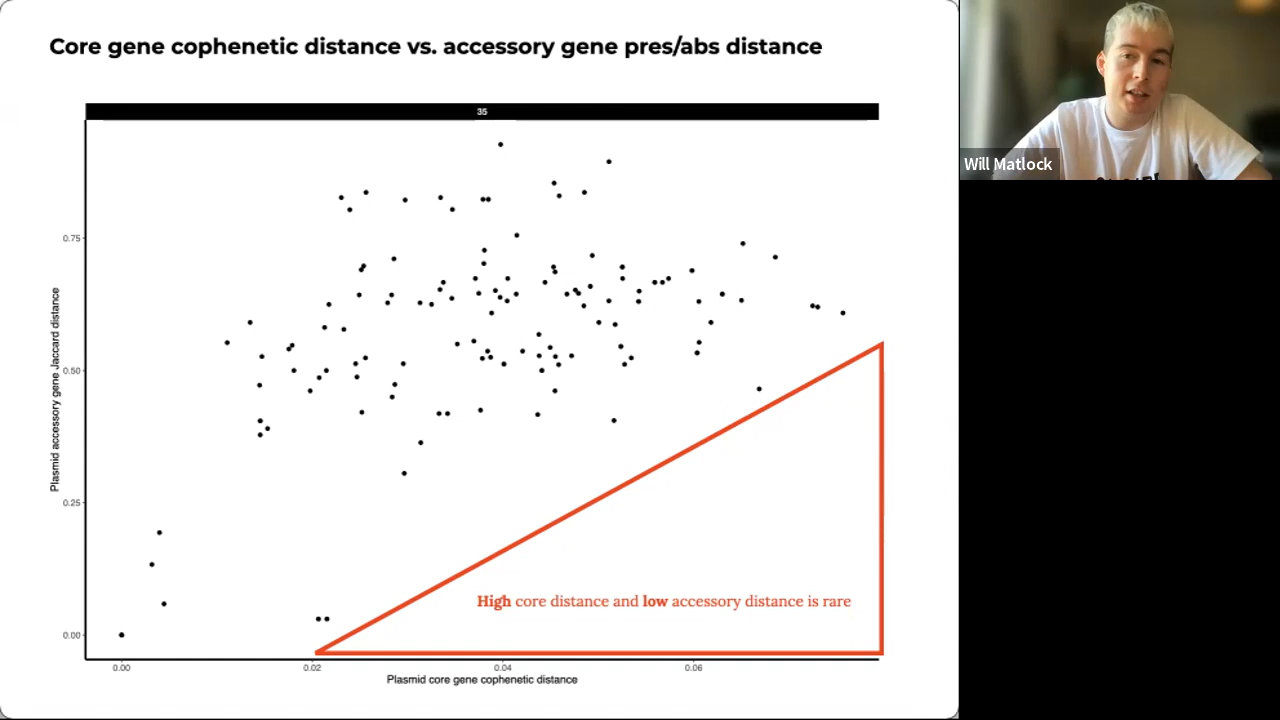 Core gene cophenetic distance vs. accessory gene pres/abs distance
35
Plasmid accessory gene Jaccard distance
0.75
0.50
0.25
0.00
High core distance and low accessory distance is rare
0.00
0.02
0.04
0.06
Plasmid core gene cophenetic distance
Will Matlock